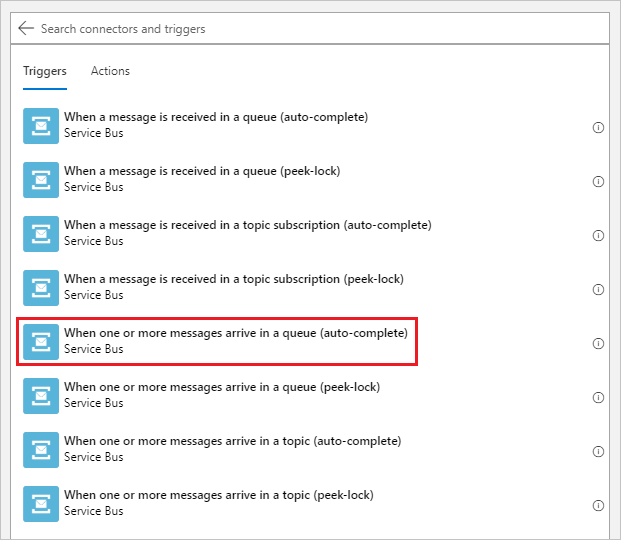 Search connectors and triggers
Triggers Actions
When a message is received in a queue (auto-complete)
Service Bus
When a message is received in a queue (peek-lock)
Service Bus
When a message is received in a topic subscription (auto-complete)
Service Bus
When a message is received in a topic subscription (peek-lock)
Service Bus
When one or more messages arrive in a queue (auto-complete)
Service Bus
When one or more messages arrive in a queue (peek-lock)
Service Bus
When one or more messages arrive in a topic (auto-complete)
Service Bus
When one or more messages arrive in a topic (peek-lock)
Service Bus